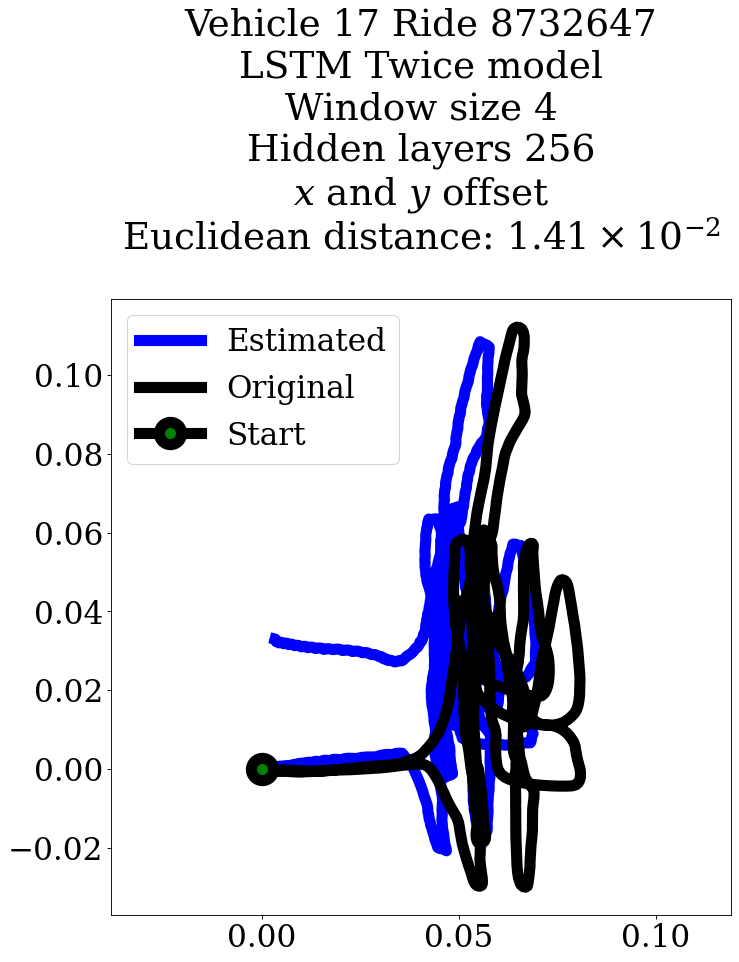 Vehicle 17 Ride 8732647
LSTM Twice model
Window size 4
Hidden layers 256
x and y offset
Euclidean distance: 1.41 × 10⁻²
Estimated
Original
Start
0.10
0.08
0.06
0.04
0.02
0.00
−0.02
0.00 0.05 0.10